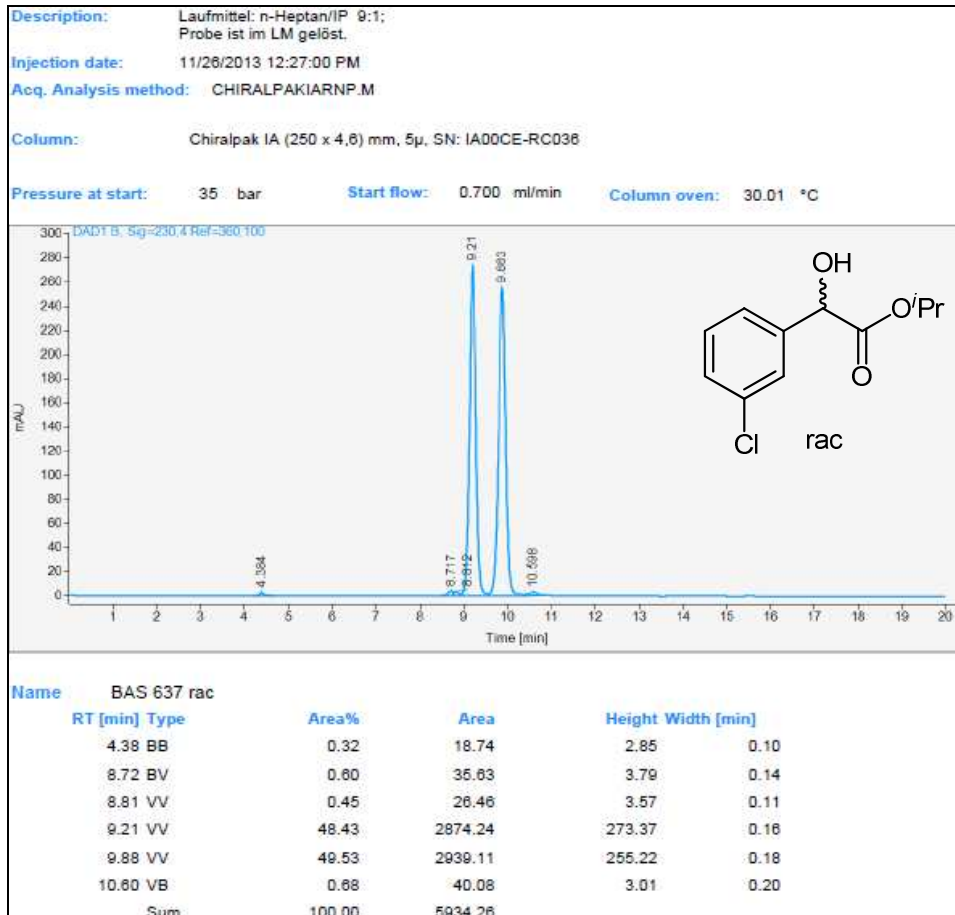 Description: Laufmittel: n-Heptan/IP 9:1;
Probe ist im LM gelöst.
Injection date: 11/26/2013 12:27:00 PM
Acq. Analysis method: CHIRALPAKIARNP.M
Column: Chiralpak IA (250 x 4,6) mm, 5µ, SN: IA00CE-RC036
Pressure at start: 35 bar Start flow: 0.700 ml/min Column oven: 30.01 °C
DAD1 B, Sig=230,4 Ref=360,100
300
280
260
240
220
200
180
160
140
120
100
80
60
40
20
0
mAU
4.384
8.717
8.812
9.21
9.883
10.598
OH
OiPr
O
Cl
rac
1 2 3 4 5 6 7 8 9 10 11 12 13 14 15 16 17 18 19 20
Time [min]
Name BAS 637 rac
RT [min] Type Area% Area Height Width [min]
4.38 BB 0.32 18.74 2.85 0.10
8.72 BV 0.60 35.63 3.79 0.14
8.81 VV 0.45 26.46 3.57 0.11
9.21 VV 48.43 2874.24 273.37 0.16
9.88 VV 49.53 2939.11 255.22 0.18
10.60 VB 0.68 40.08 3.01 0.20
Sum 100.00 5934.26